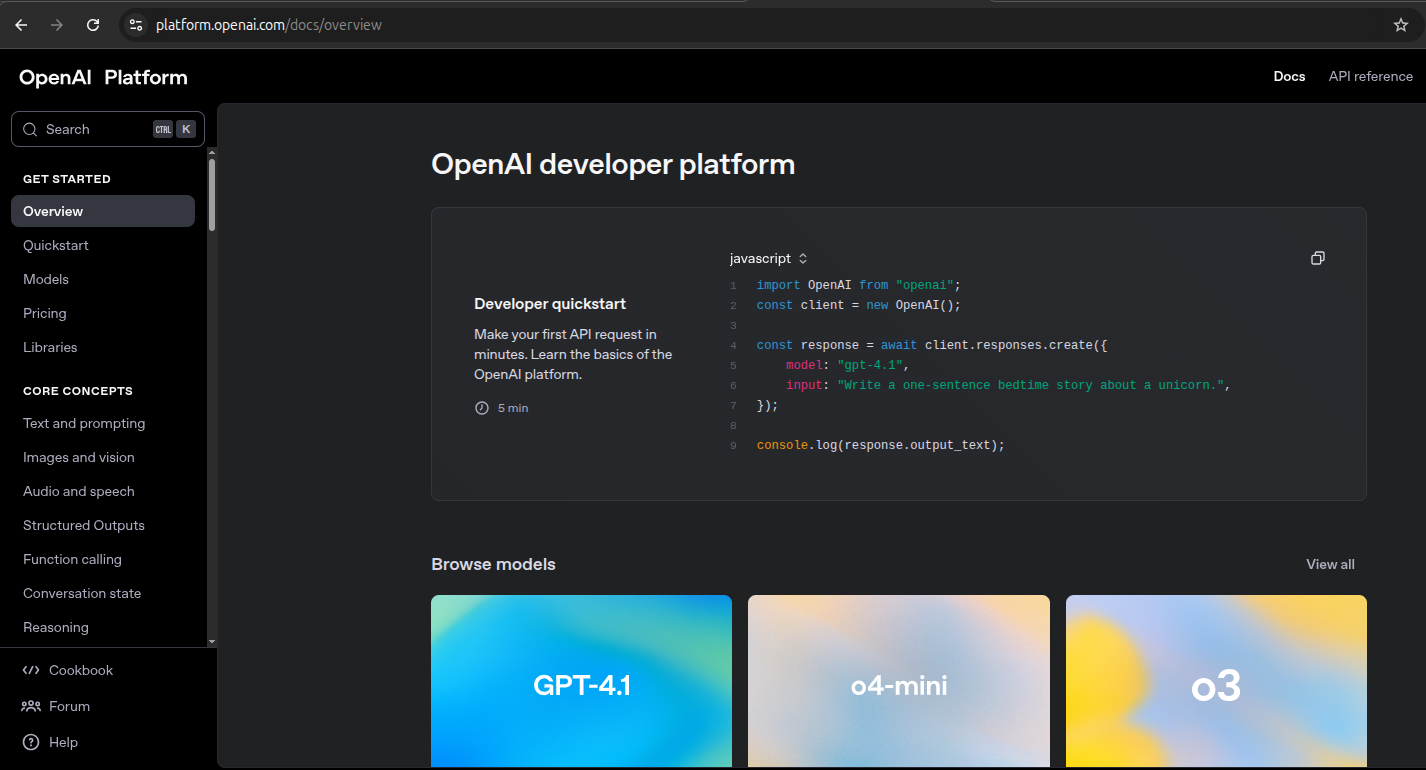 platform.openai.com/docs/overview
OpenAI Platform
Docs
API reference
Search
CTRL K
GET STARTED
Overview
Quickstart
Models
Pricing
Libraries
CORE CONCEPTS
Text and prompting
Images and vision
Audio and speech
Structured Outputs
Function calling
Conversation state
Reasoning
Cookbook
Forum
Help
OpenAI developer platform
Developer quickstart
Make your first API request in
minutes. Learn the basics of the
OpenAI platform.
5 min
javascript
1 import OpenAI from "openai";
2 const client = new OpenAI();
3
4 const response = await client.responses.create({
5     model: "gpt-4.1",
6     input: "Write a one-sentence bedtime story about a unicorn.",
7 });
8
9 console.log(response.output_text);
Browse models
View all
GPT-4.1
o4-mini
o3